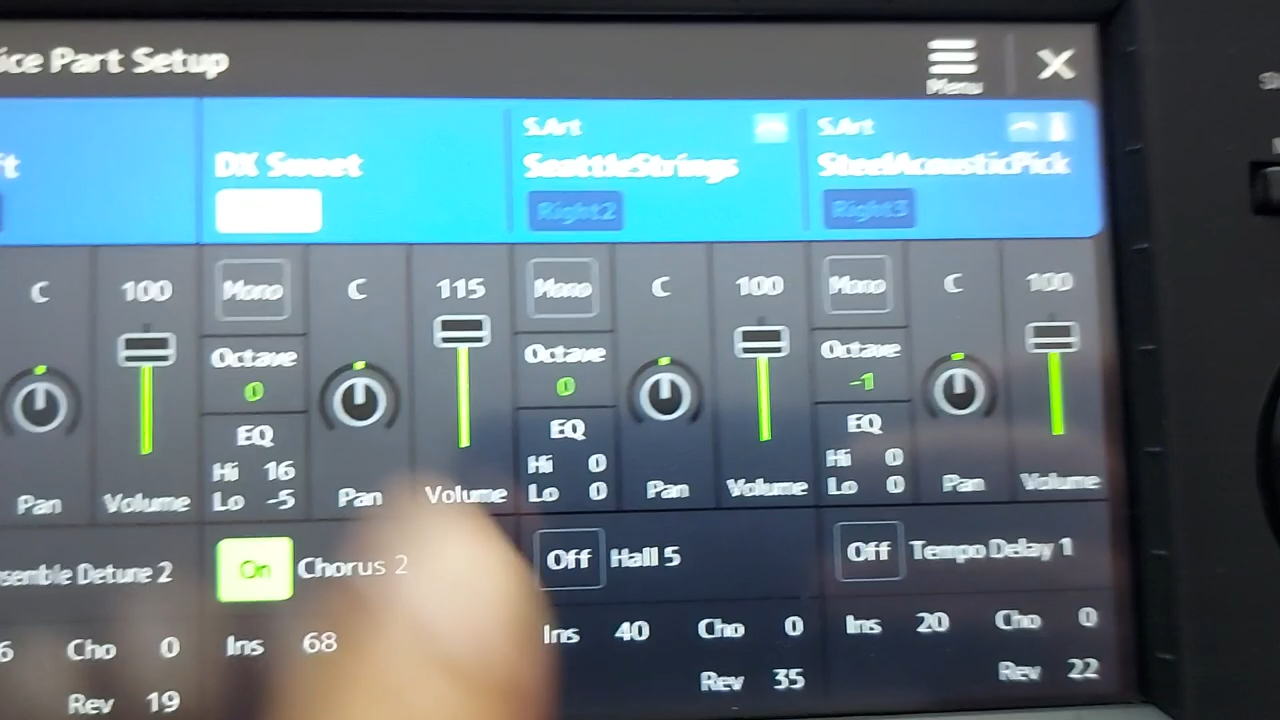 ice Part Setup
Menu
ft
DX Sweet
S.Art
SeattleStrings
Right2
S.Art
SteelAcousticPick
Right3
C
100
Pan
Volume
Mono
C
115
Octave
0
EQ
Hi 16
Lo -5
Pan
Volume
Mono
C
100
Octave
0
EQ
Hi 0
Lo 0
Pan
Volume
Mono
C
100
Octave
-1
EQ
Hi 0
Lo 0
Pan
Volume
semble Detune 2
6 Cho 0
Rev 19
On Chorus 2
Ins 68
Off Hall 5
Ins 40 Cho 0
Rev 35
Off Tempo Delay 1
Ins 20 Cho 0
Rev 22